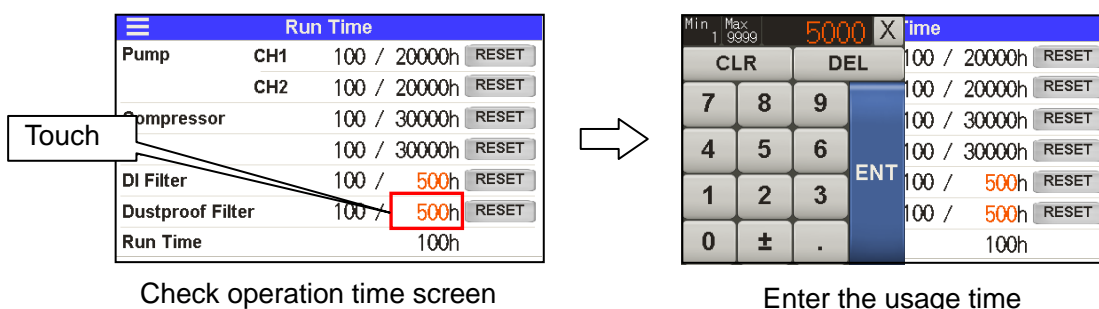 Run Time
Pump CH1 100 / 20000h RESET
CH2 100 / 20000h RESET
Compressor 100 / 30000h RESET
100 / 30000h RESET
DI Filter 100 / 500h RESET
Dustproof Filter 100 / 500h RESET
Run Time 100h
Touch
Check operation time screen
Min 1 Max 9999 5000 X
CLR DEL
7 8 9
4 5 6
1 2 3
0 ± .
ENT
Time
100 / 20000h RESET
100 / 20000h RESET
100 / 30000h RESET
100 / 30000h RESET
100 / 500h RESET
100 / 500h RESET
100h
Enter the usage time